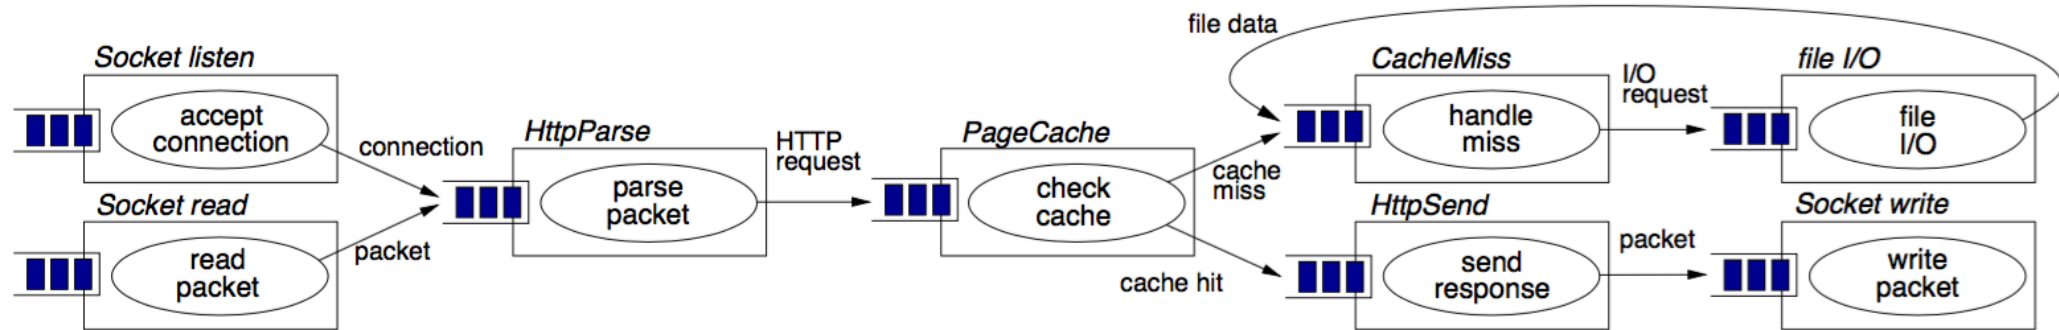 Socket listen
accept
connection
connection
Socket read
read
packet
packet
HttpParse
parse
packet
HTTP
request
PageCache
check
cache
cache
miss
cache hit
file data
CacheMiss
handle
miss
I/O
request
file I/O
file
I/O
HttpSend
send
response
packet
Socket write
write
packet